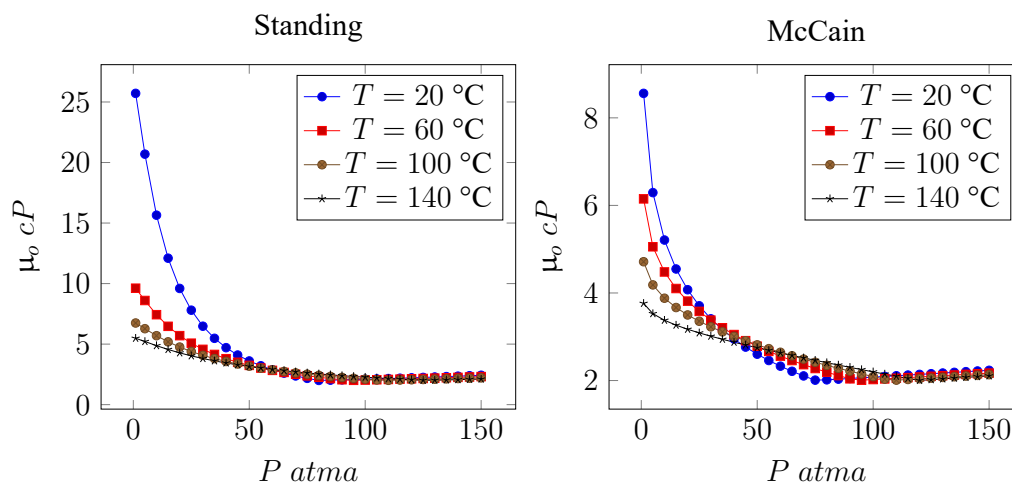 Standing
T = 20 °C
T = 60 °C
T = 100 °C
T = 140 °C
25
20
15
10
5
0
μo cP
0
50
100
150
P atma
McCain
T = 20 °C
T = 60 °C
T = 100 °C
T = 140 °C
8
6
4
2
μo cP
0
50
100
150
P atma